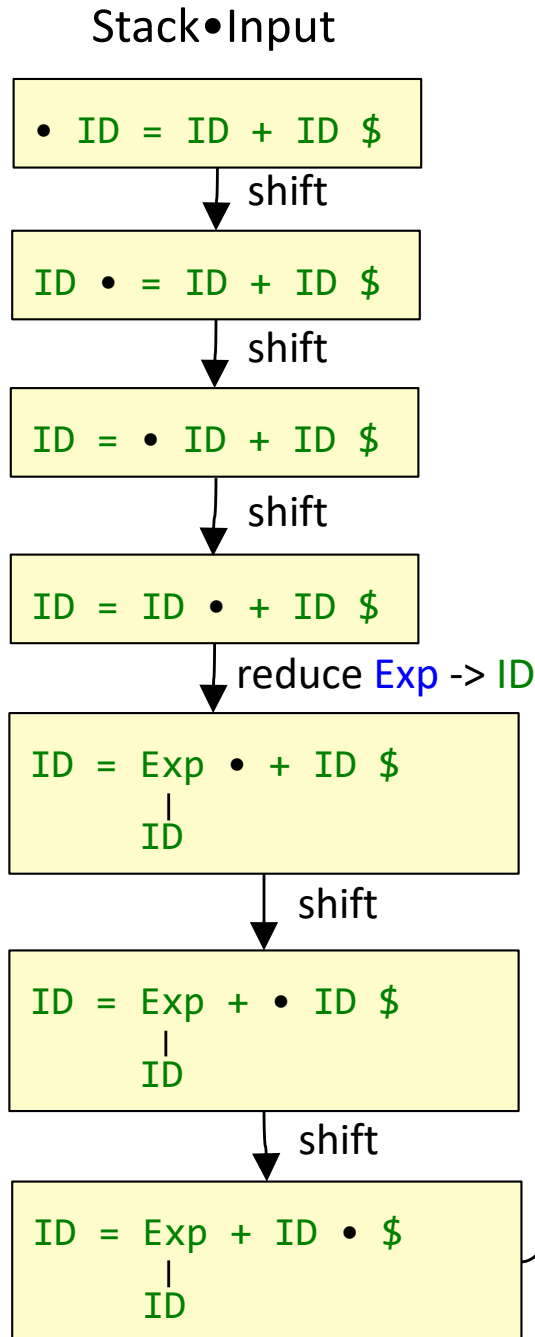 Stack•Input
• ID = ID + ID $
shift
ID • = ID + ID $
shift
ID = • ID + ID $
shift
ID = ID • + ID $
reduce Exp -> ID
ID = Exp • + ID $
ID
shift
ID = Exp + • ID $
ID
shift
ID = Exp + ID • $
ID